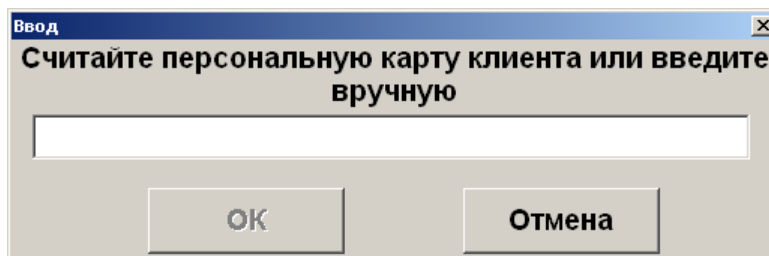 Ввод
Считайте персональную карту клиента или введите
вручную
ОК
Отмена